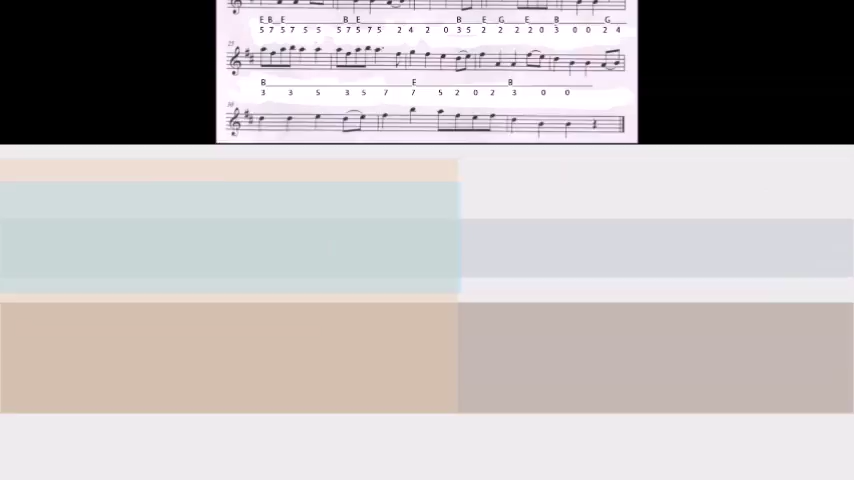 E B E B E B E G E B G
5 7 5 7 5 5 5 7 5 7 5 2 4 2 0 3 5 2 2 2 2 0 3 0 0 2 4
B E B
3 3 5 3 5 7 7 5 2 0 2 3 0 0